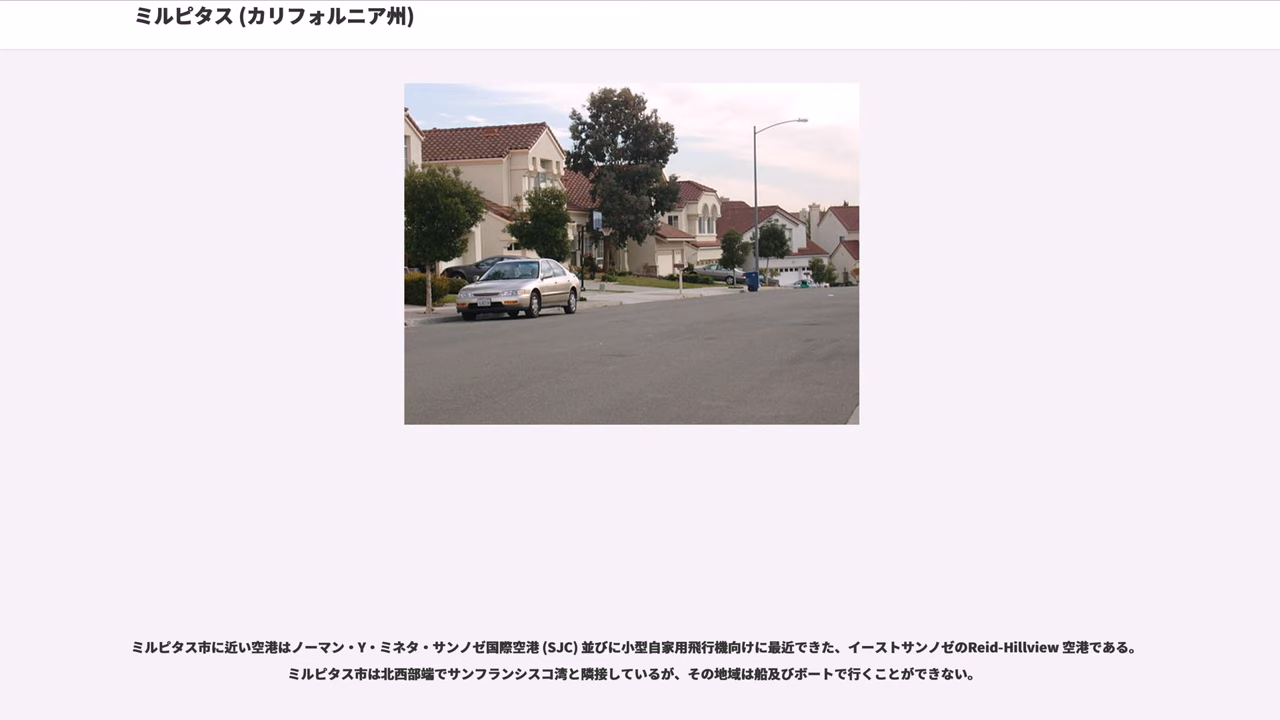 ミルピタス (カリフォルニア州)
ミルピタス市に近い空港はノーマン・Y・ミネタ・サンノゼ国際空港 (SJC) 並びに小型自家用飛行機向けに最近できた、イーストサンノゼのReid-Hillview 空港である。
ミルピタス市は北西部端でサンフランシスコ湾と隣接しているが、その地域は船及びボートで行くことができない。